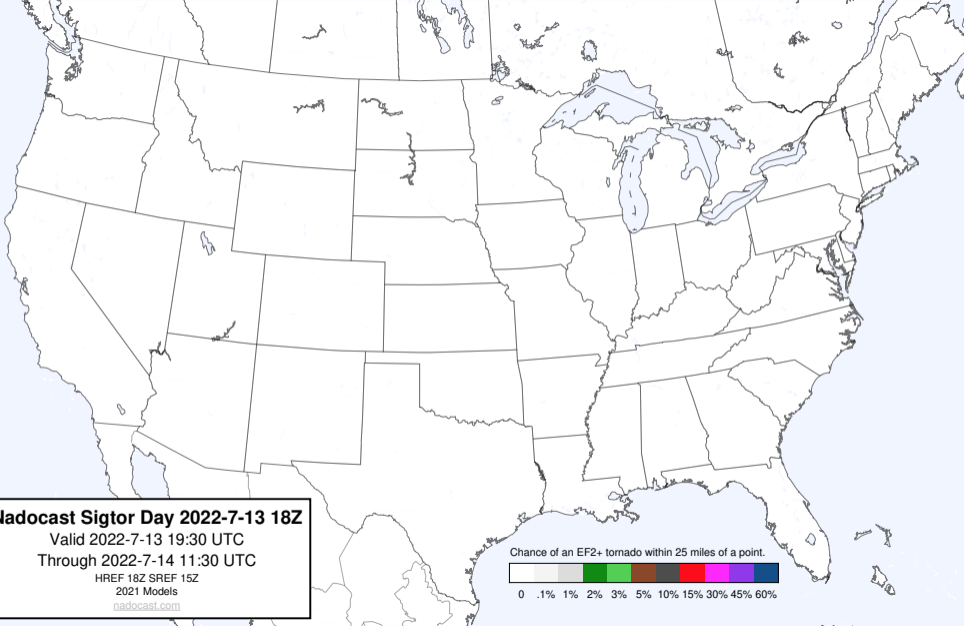 Nadocast Sigtor Day 2022-7-13 18Z
Valid 2022-7-13 19:30 UTC
Through 2022-7-14 11:30 UTC
HREF 18Z SREF 15Z
2021 Models
nadocast.com
Chance of an EF2+ tornado within 25 miles of a point.
0 .1% 1% 2% 3% 5% 10% 15% 30% 45% 60%